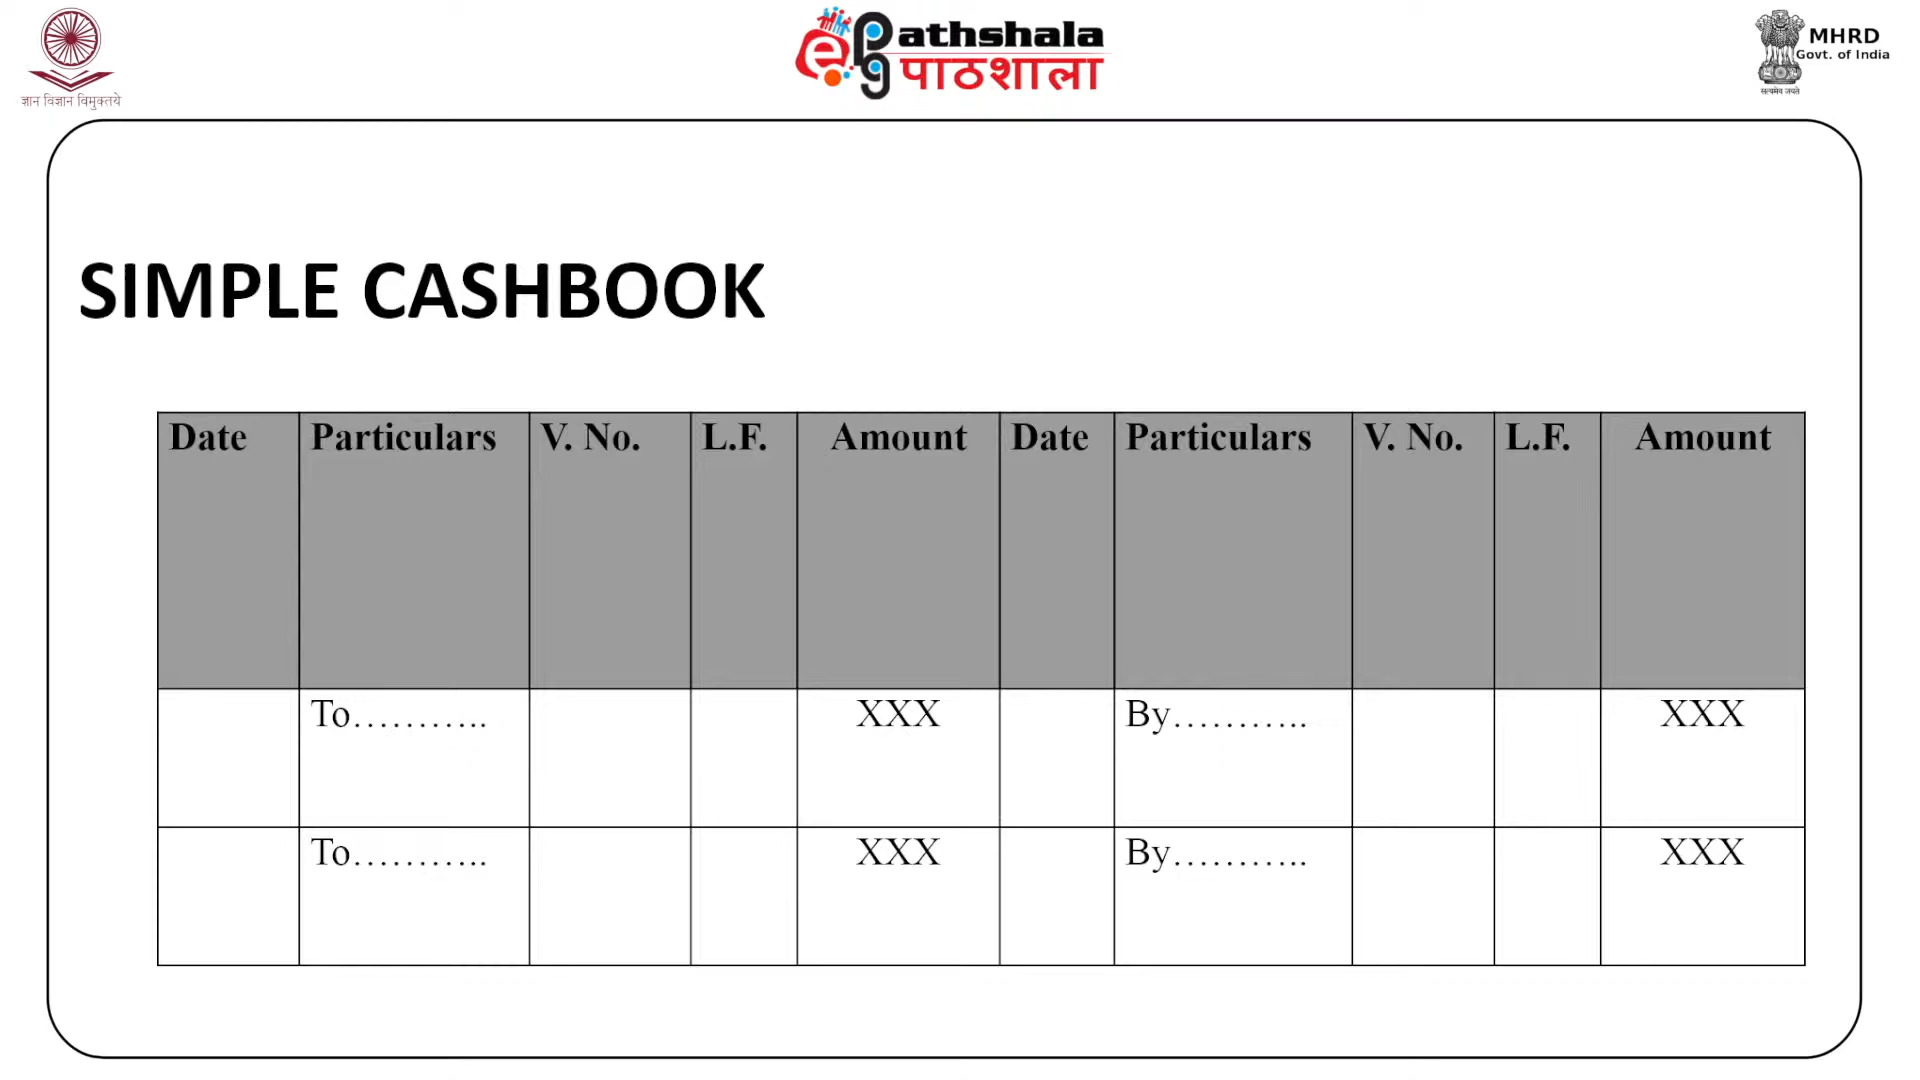 ज्ञान विज्ञान विमुक्तये
ePathshala
पाठशाला
MHRD
Govt. of India
सत्यमेव जयते
SIMPLE CASHBOOK
Date Particulars V. No. L.F. Amount Date Particulars V. No. L.F. Amount
To……….. XXX By……….. XXX
To……….. XXX By……….. XXX